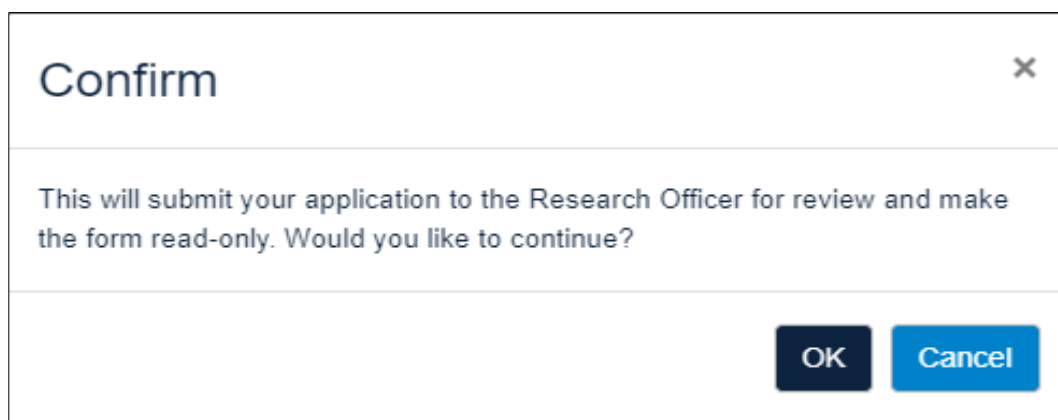 Confirm ×
This will submit your application to the Research Officer for review and make
the form read-only. Would you like to continue?
OK Cancel